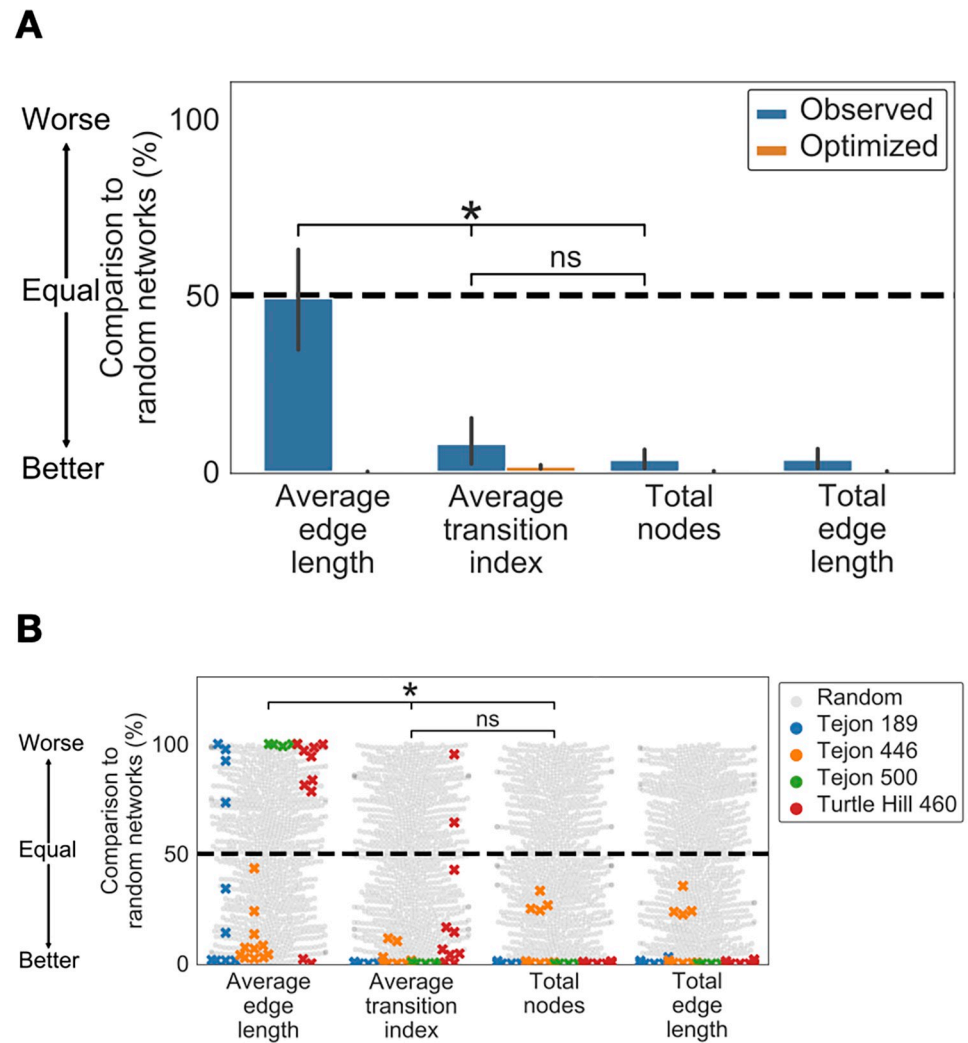 A
Worse
Equal
Better
Comparison to
random networks (%)
100
50
0
Observed
Optimized
*
ns
Average
edge
length
Average
transition
index
Total
nodes
Total
edge
length
B
Worse
Equal
Better
Comparison to
random networks (%)
100
50
0
*
ns
Random
Tejon 189
Tejon 446
Tejon 500
Turtle Hill 460
Average
edge
length
Average
transition
index
Total
nodes
Total
edge
length